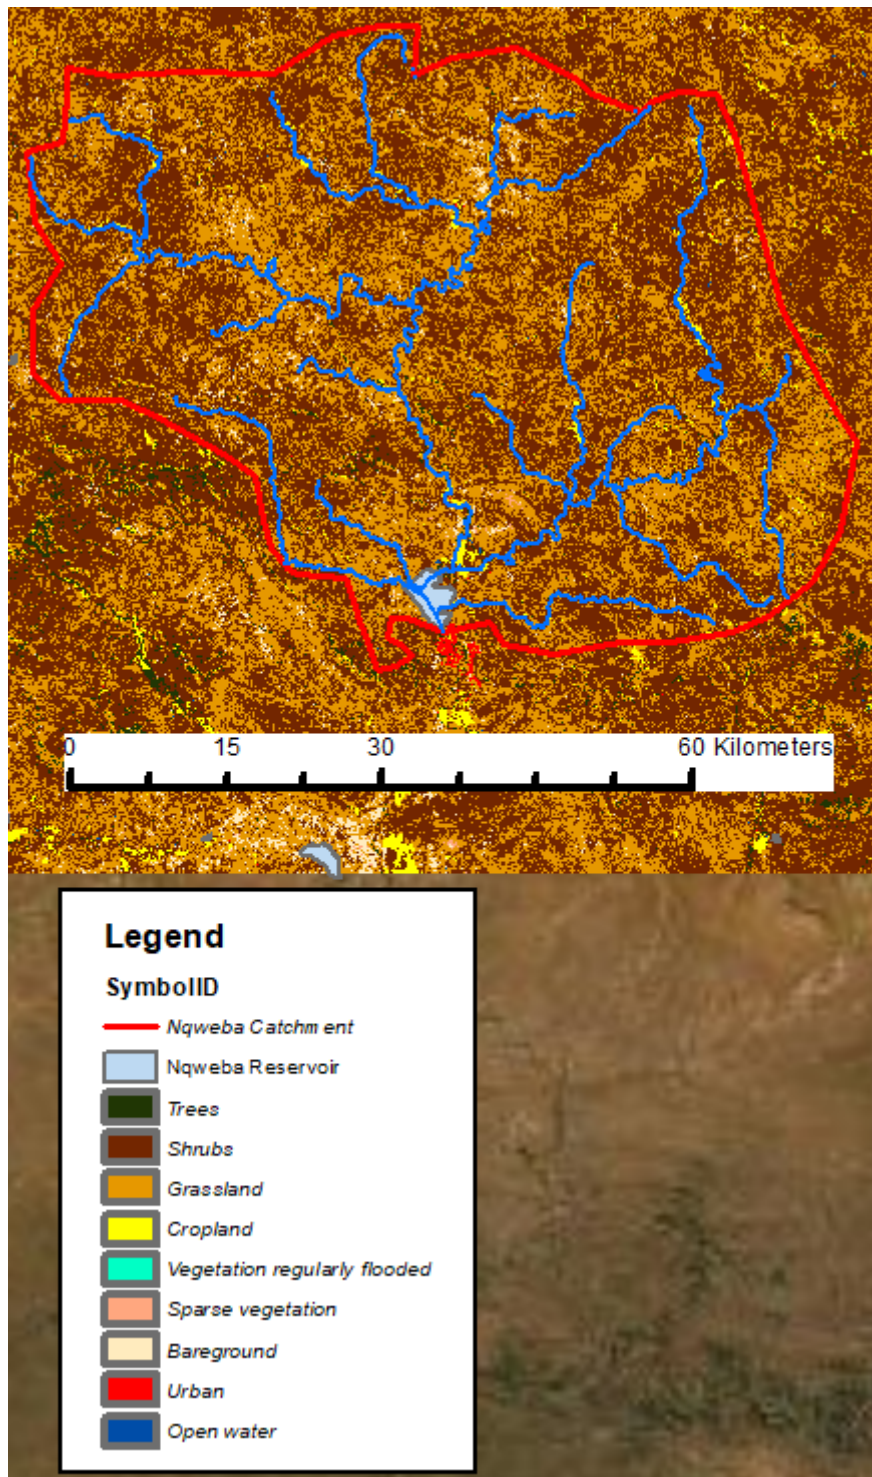 0 15 30 60 Kilometers
Legend
SymbolID
Nqweba Catchment
Nqweba Reservoir
Trees
Shrubs
Grassland
Cropland
Vegetation regularly flooded
Sparse vegetation
Bareground
Urban
Open water